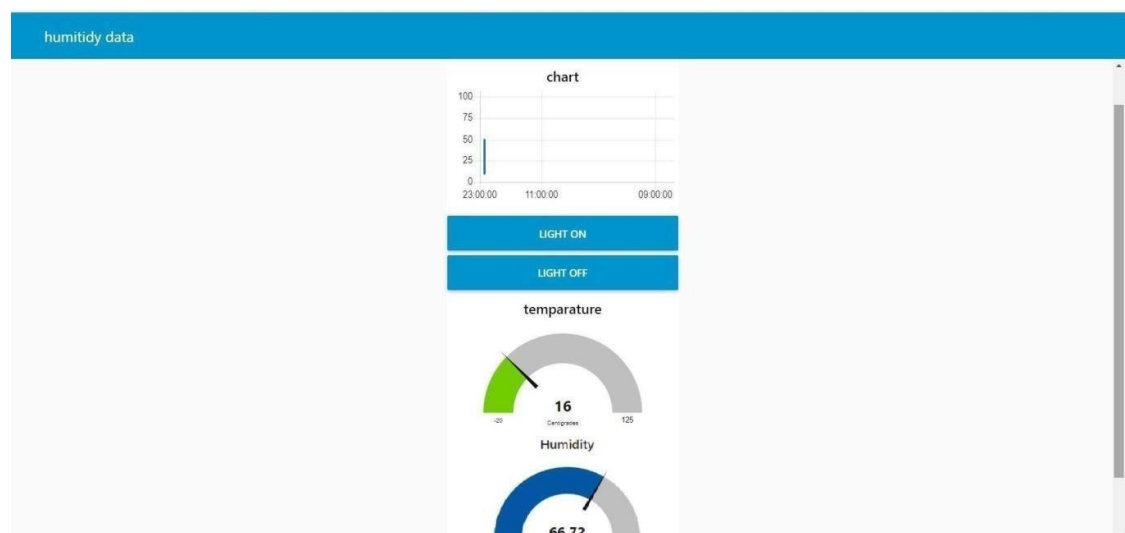 humitidy data
chart
100
75
50
25
0
23:00:00 11:00:00 09:00:00
LIGHT ON
LIGHT OFF
temparature
16
-20 Centigrades 125
Humidity
66.72